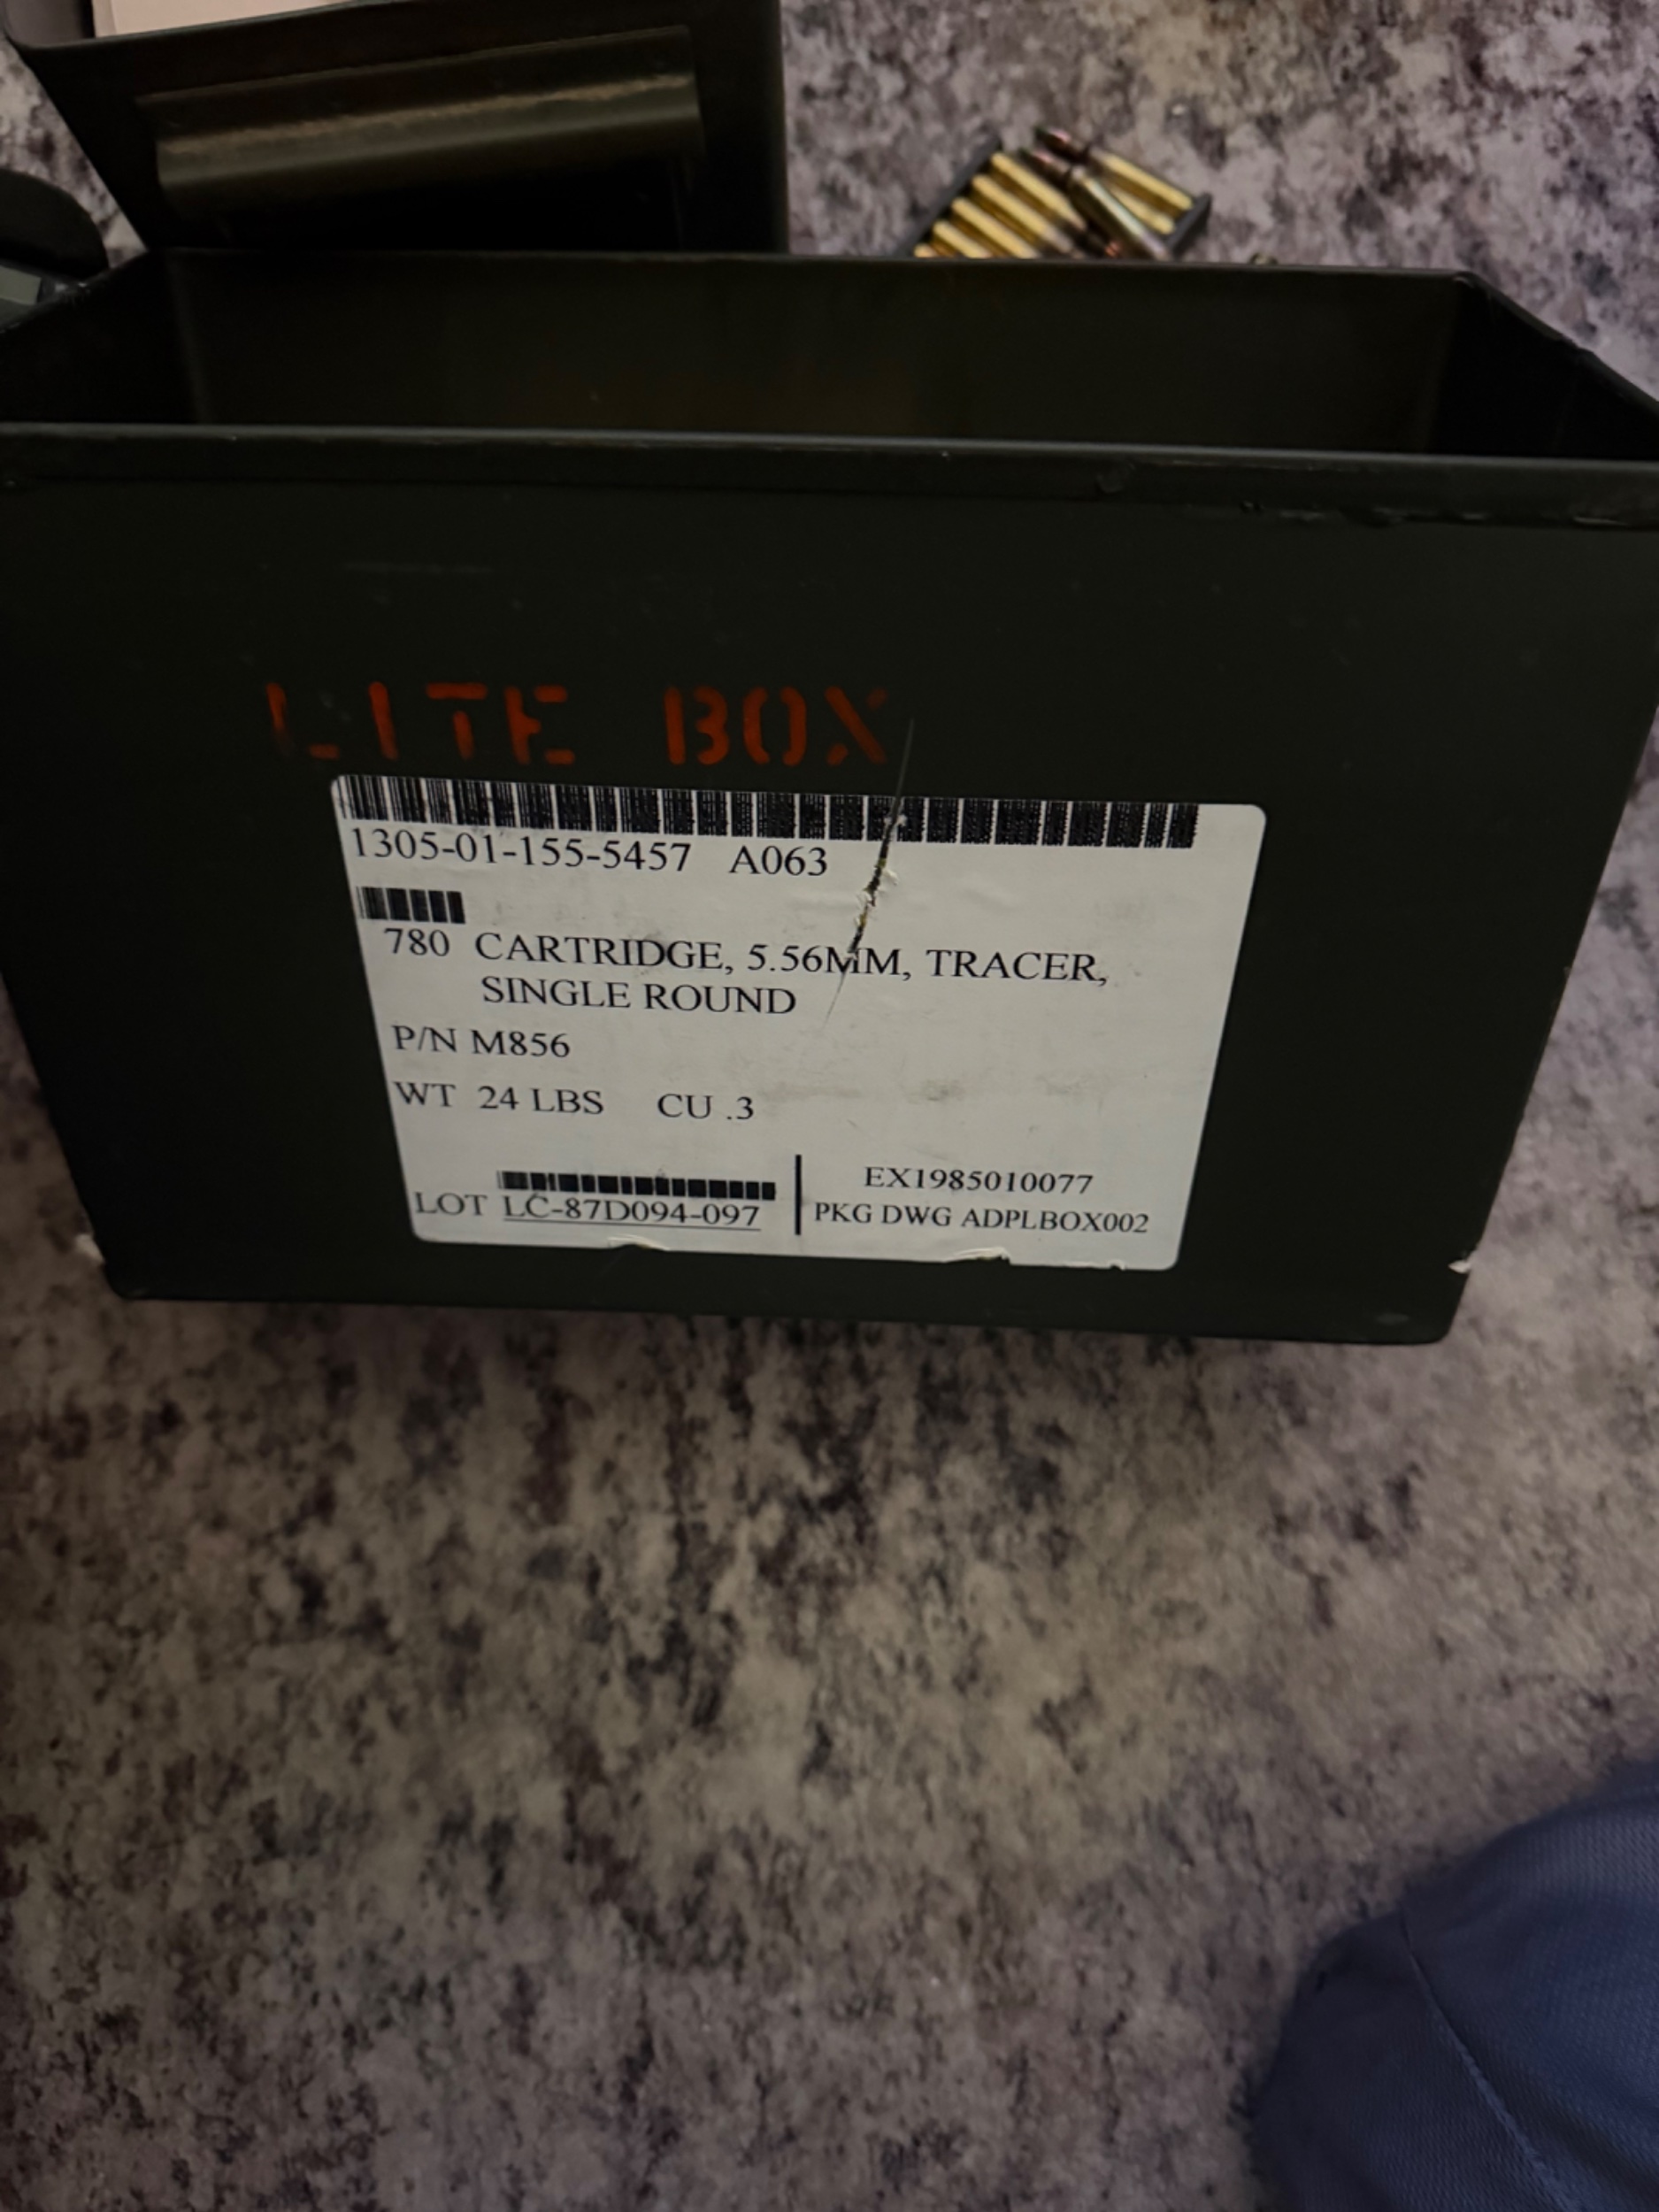 LITE BOX
1305-01-155-5457 A063
780 CARTRIDGE, 5.56MM, TRACER,
SINGLE ROUND
P/N M856
WT 24 LBS CU .3
LOT LC-87D094-097
EX1985010077
PKG DWG ADPLBOX002